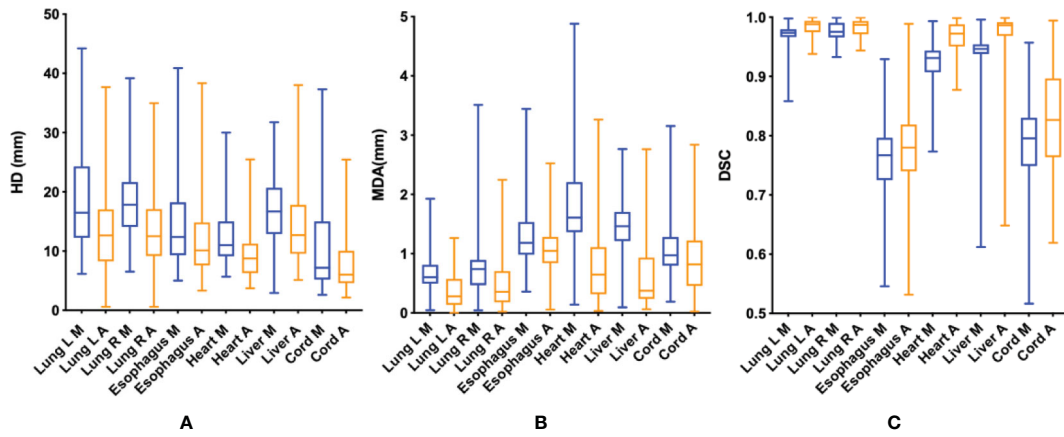 HD (mm)
50
40
30
20
10
0
Lung L M
Lung L A
Lung R M
Lung R A
Esophagus M
Esophagus A
Heart M
Heart A
Liver M
Liver A
Cord M
Cord A
A
MDA(mm)
5
4
3
2
1
0
Lung L M
Lung L A
Lung R M
Lung R A
Esophagus M
Esophagus A
Heart M
Heart A
Liver M
Liver A
Cord M
Cord A
B
DSC
1.0
0.9
0.8
0.7
0.6
0.5
Lung L M
Lung L A
Lung R M
Lung R A
Esophagus M
Esophagus A
Heart M
Heart A
Liver M
Liver A
Cord M
Cord A
C